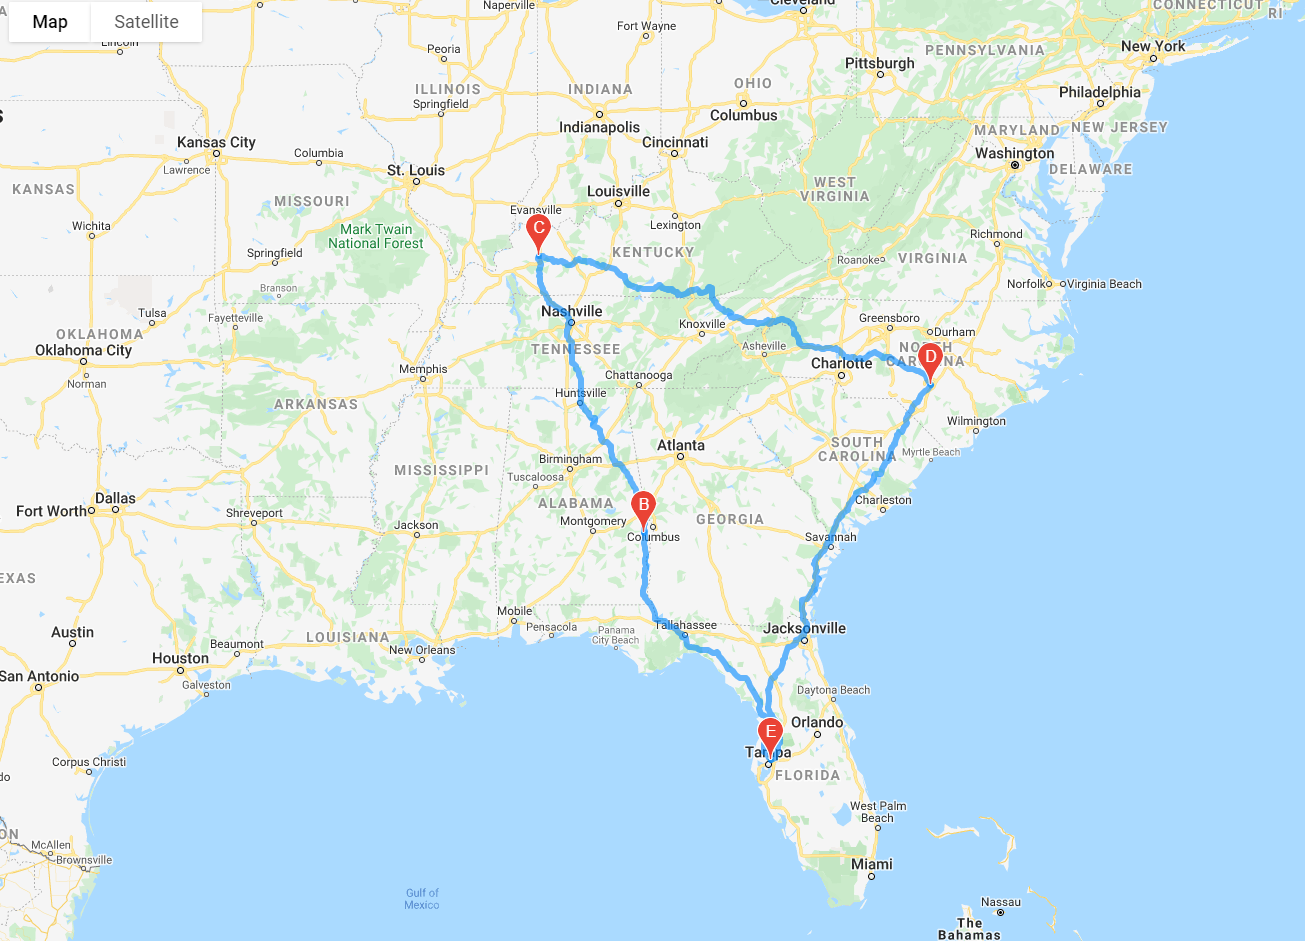 Map
Satellite
Naperville
Cleveland
CONNECTICUT
RI
Lincoln
Fort Wayne
New York
Peoria
PENNSYLVANIA
Pittsburgh
ILLINOIS
INDIANA
OHIO
Philadelphia
Springfield
Columbus
Indianapolis
MARYLAND
NEW JERSEY
Kansas City
Cincinnati
Columbia
Washington
Lawrence
St. Louis
DELAWARE
KANSAS
Louisville
WEST
VIRGINIA
MISSOURI
Evansville
Wichita
Mark Twain
National Forest
C
Lexington
Richmond
Springfield
KENTUCKY
Roanoke
VIRGINIA
Branson
Norfolk
Virginia Beach
Tulsa
Fayetteville
Nashville
Greensboro
Knoxville
Durham
OKLAHOMA
Oklahoma City
TENNESSEE
Asheville
NORTH
CAROLINA
D
Charlotte
Memphis
Chattanooga
Norman
Huntsville
ARKANSAS
Wilmington
Atlanta
SOUTH
CAROLINA
Myrtle Beach
Birmingham
MISSISSIPPI
Tuscaloosa
Dallas
Fort Worth
ALABAMA
B
Charleston
Shreveport
Jackson
Montgomery
GEORGIA
Columbus
Savannah
EXAS
Mobile
Pensacola
Panama
City Beach
Tallahassee
Jacksonville
Austin
LOUISIANA
Beaumont
New Orleans
Houston
San Antonio
Galveston
Daytona Beach
Orlando
E
Tampa
Corpus Christi
FLORIDA
do
West Palm
Beach
ON
McAllen
Brownsville
Miami
Gulf of
Mexico
Nassau
The
Bahamas